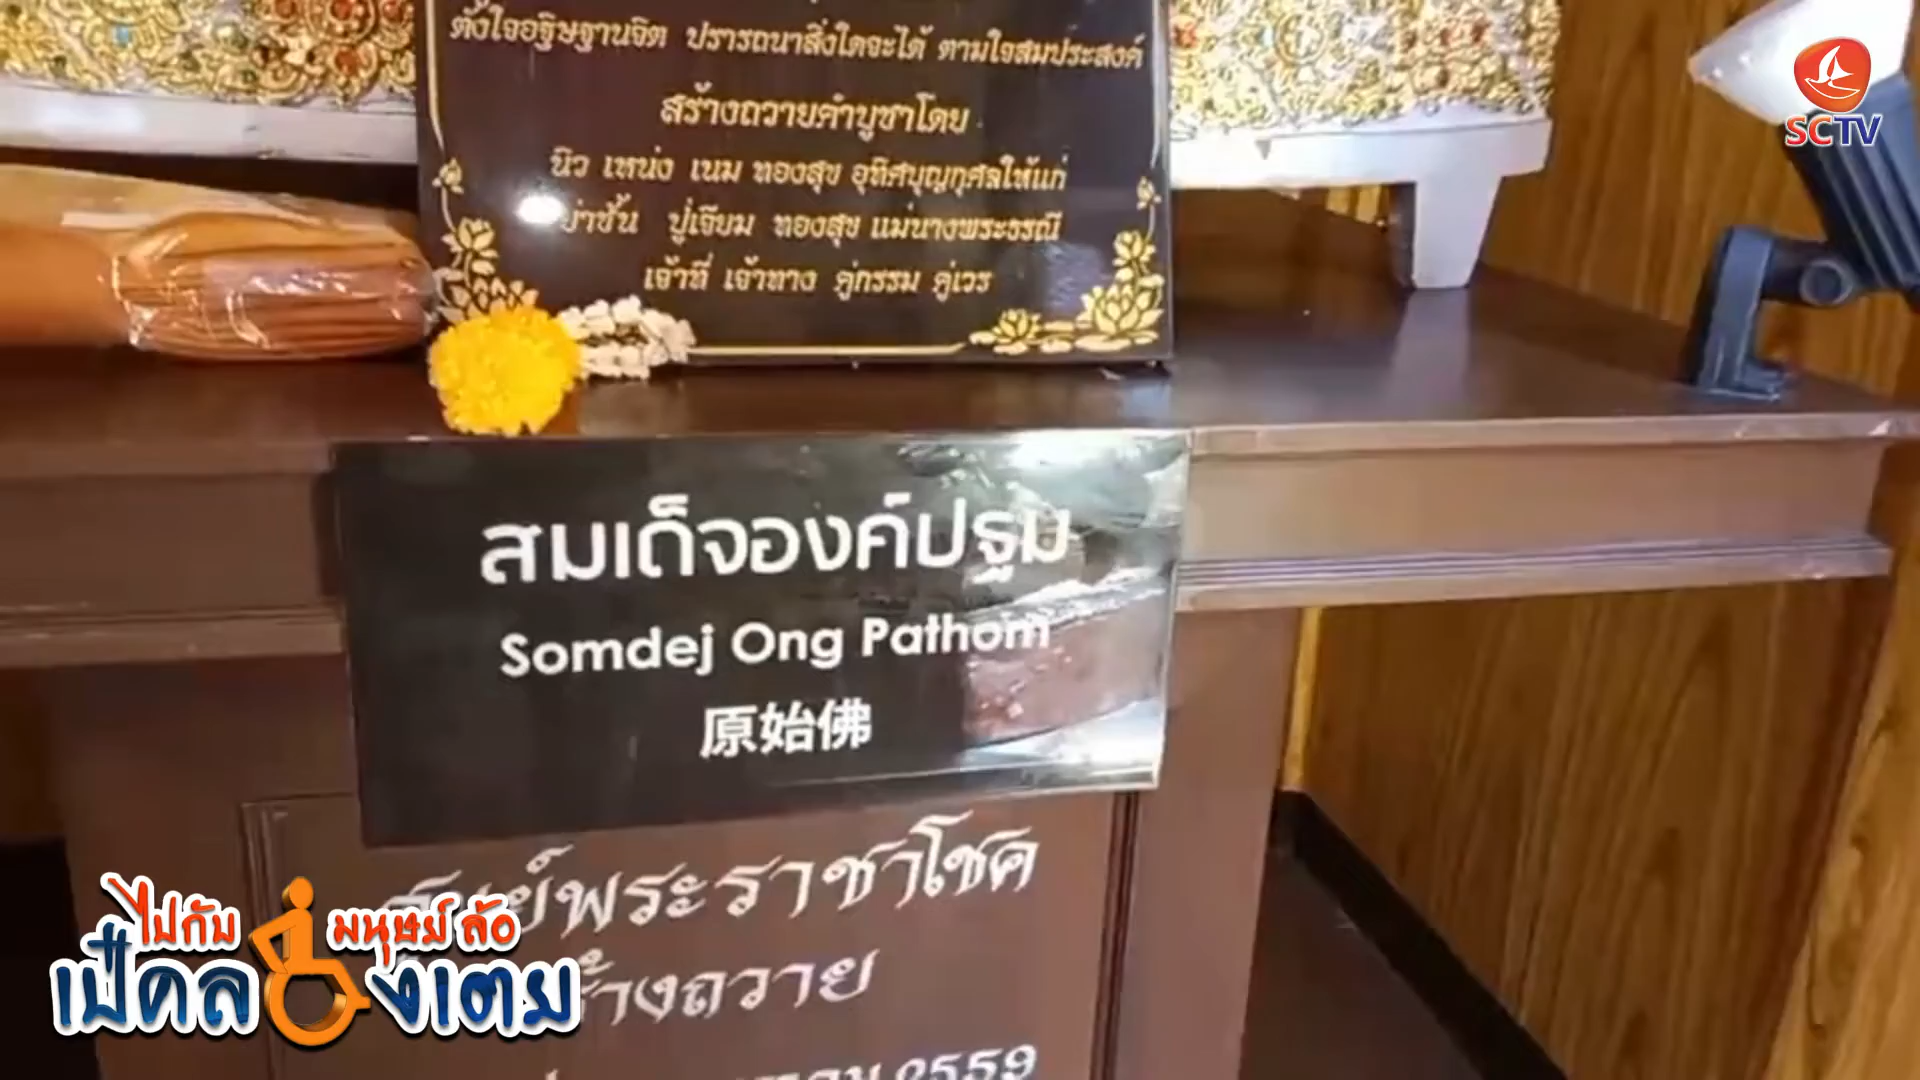 ตั้งใจอธิษฐานจิต ปรารถนาสิ่งใดจะได้ ตามใจสมประสงค์
สร้างถวายคำบูชาโดย
นิว เหน่ง เนม ทองสุข อุทิศบุญกุศลให้แก่
ย่าชั้น ปู่เจียม ทองสุข แม่นางพระธรณี
เจ้าที่ เจ้าทาง คู่กรรม คู่เวร
SCTV
สมเด็จองค์ปฐม
Somdej Ong Pathom
原始佛
พระราชาโชค
สร้างถวาย
2559
ไปกับ มนุษย์ล้อ
เป๋คลองเตย